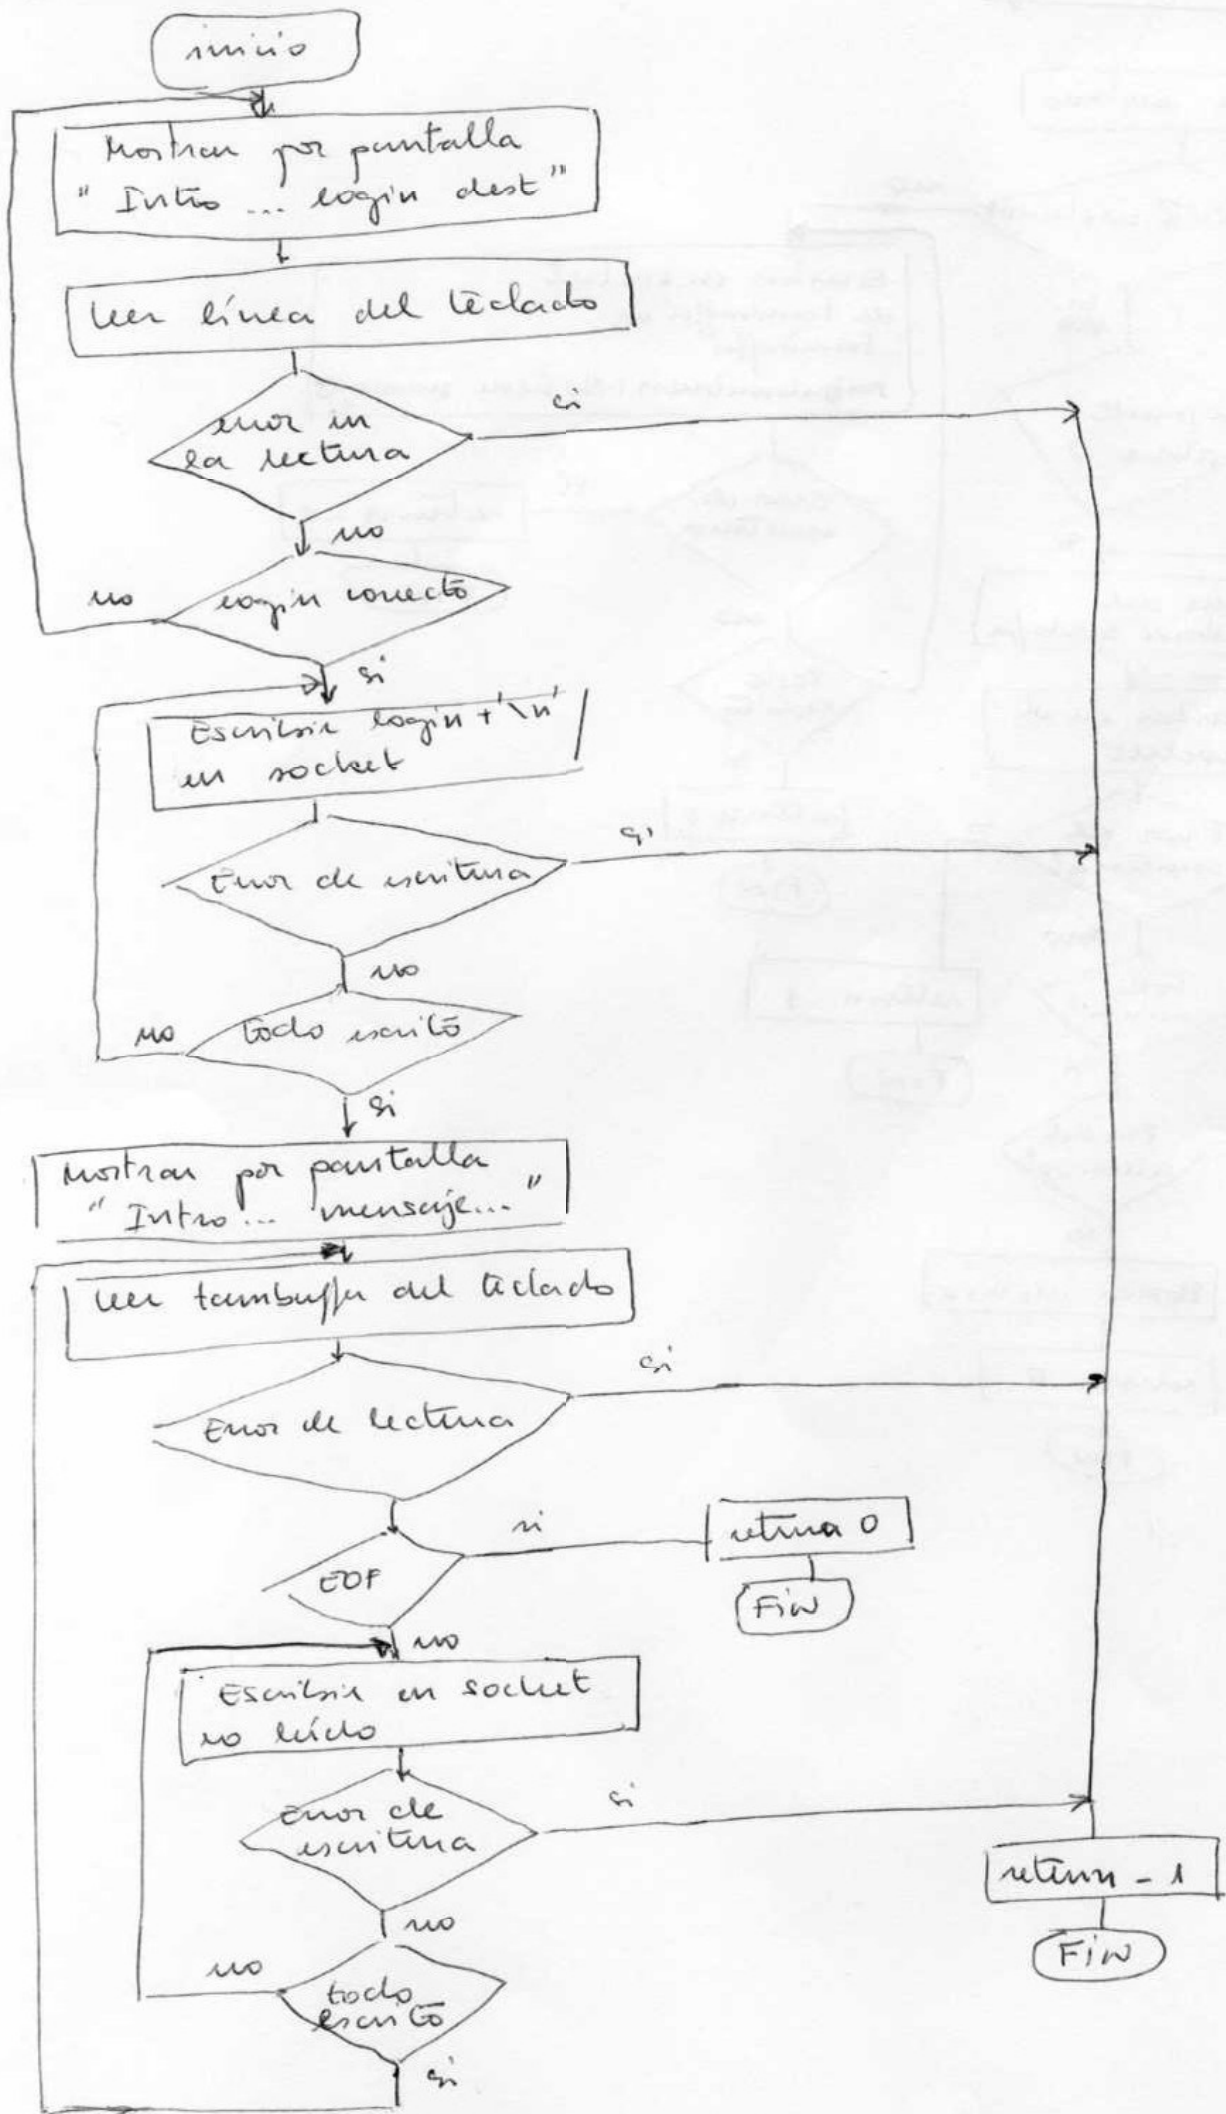 inicio
Mostrar por pantalla
" Intro ... login dest"
Leer línea del teclado
error en
la lectura
si
no
login correcto
no
si
Escribir login + '\n'
en socket
Error de escritura
si
no
todo escrito
no
si
Mostrar por pantalla
" Intro ... mensaje..."
Leer tambuffer del teclado
Error de lectura
si
EOF
si
return 0
Fin
no
Escribir en socket
lo leído
Error de
escritura
si
return -1
Fin
no
todo
escrito
no
si